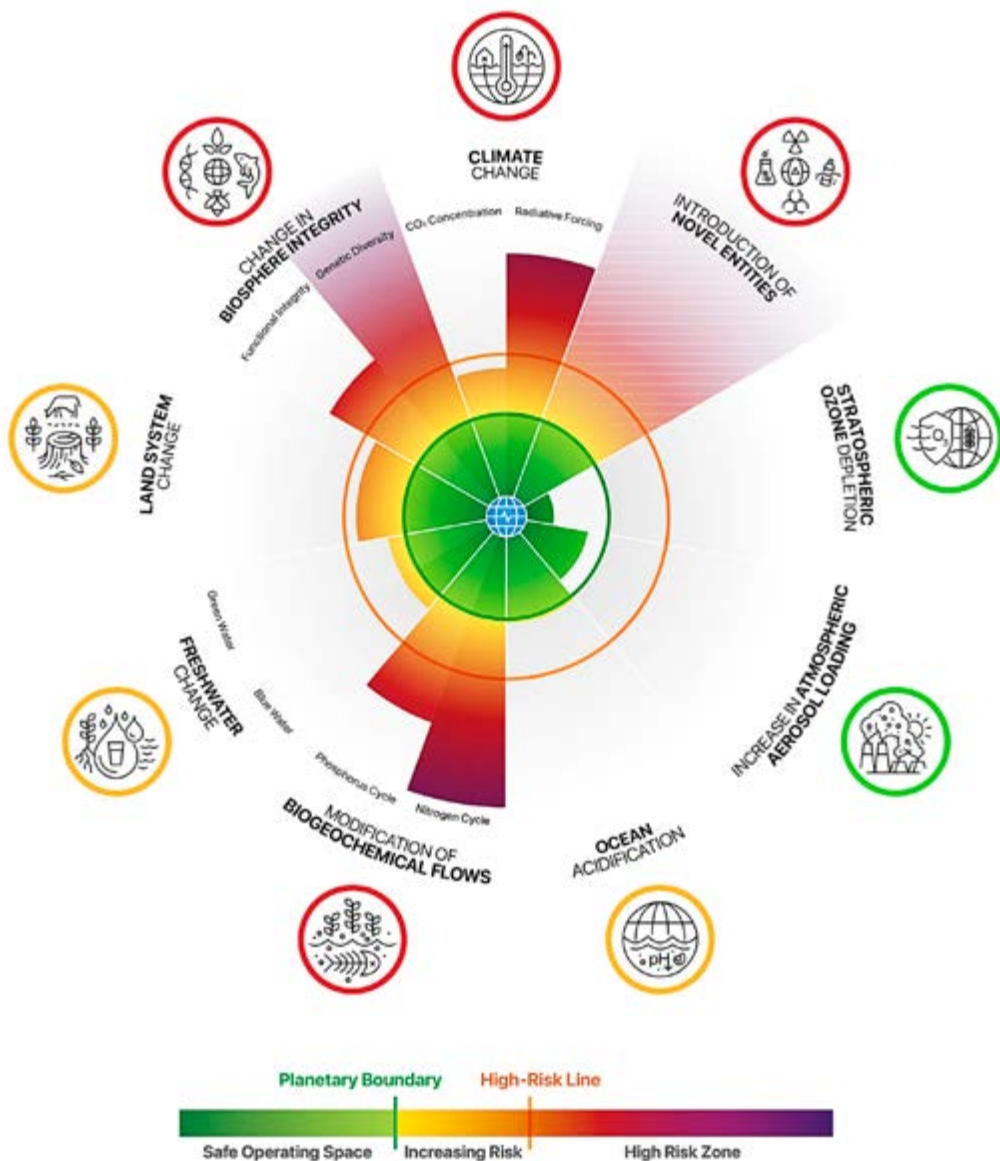 CLIMATE
CHANGE
CO₂ Concentration
Radiative Forcing
INTRODUCTION OF
NOVEL ENTITIES
STRATOSPHERIC
OZONE DEPLETION
INCREASE IN ATMOSPHERIC
AEROSOL LOADING
OCEAN
ACIDIFICATION
pH
MODIFICATION OF
BIOGEOCHEMICAL FLOWS
Phosphorus Cycle
Nitrogen Cycle
FRESHWATER
CHANGE
Green Water
Blue Water
LAND SYSTEM
CHANGE
CHANGE IN
BIOSPHERE INTEGRITY
Functional Integrity
Genetic Diversity
Planetary Boundary
High-Risk Line
Safe Operating Space
Increasing Risk
High Risk Zone